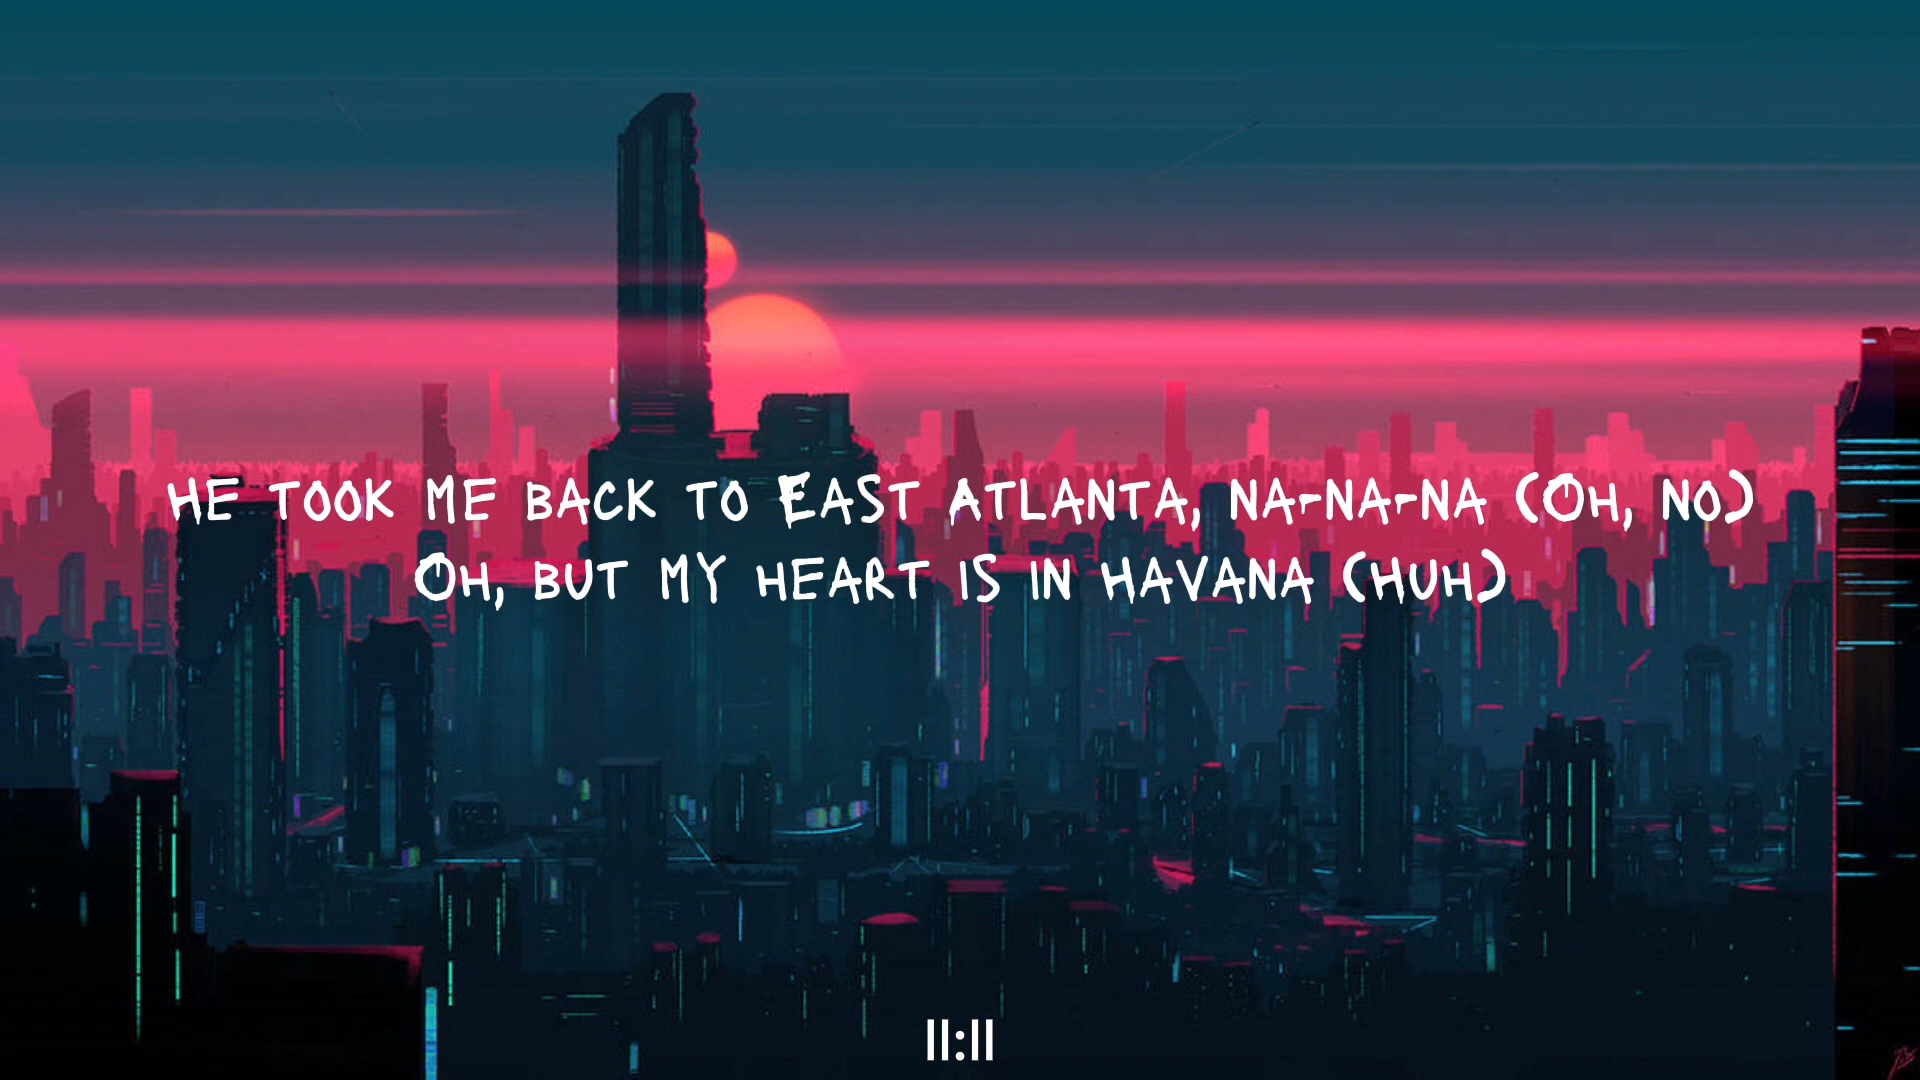 He took me back to East Atlanta, na-na-na (Oh, no)
Oh, but my heart is in Havana (huh)
11:11